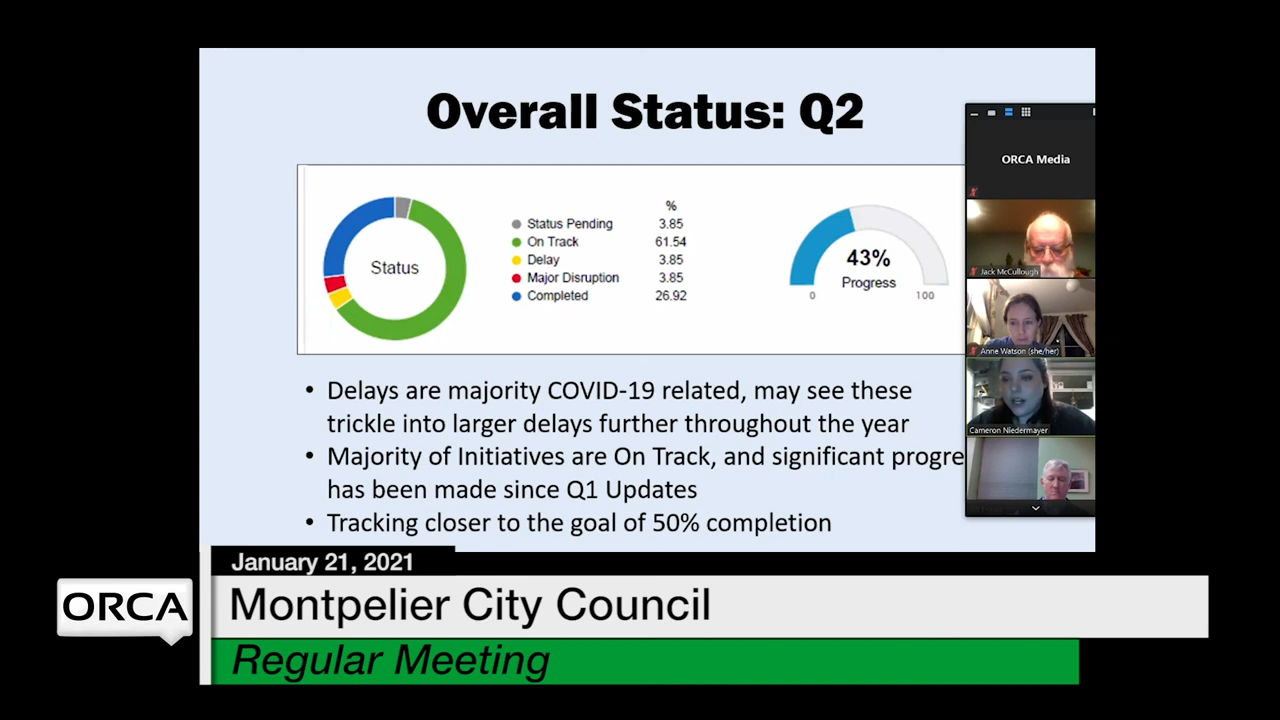 Overall Status: Q2
Status
%
Status Pending 3.85
On Track 61.54
Delay 3.85
Major Disruption 3.85
Completed 26.92
43%
Progress
0 100
• Delays are majority COVID-19 related, may see these
trickle into larger delays further throughout the year
• Majority of Initiatives are On Track, and significant progre
has been made since Q1 Updates
• Tracking closer to the goal of 50% completion
ORCA Media
Jack McCullough
Anne Watson (she/her)
Cameron Niedermayer
January 21, 2021
ORCA
Montpelier City Council
Regular Meeting